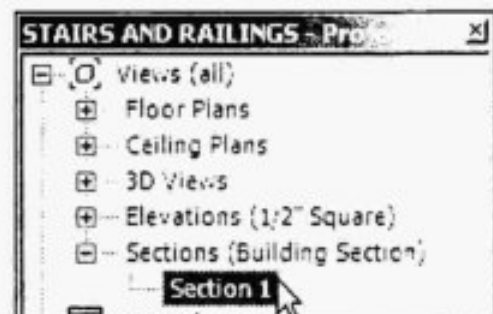 STAIRS AND RAILINGS - Pro
Views (all)
Floor Plans
Ceiling Plans
3D Views
Elevations (1/2" Square)
Sections (Building Section)
Section 1